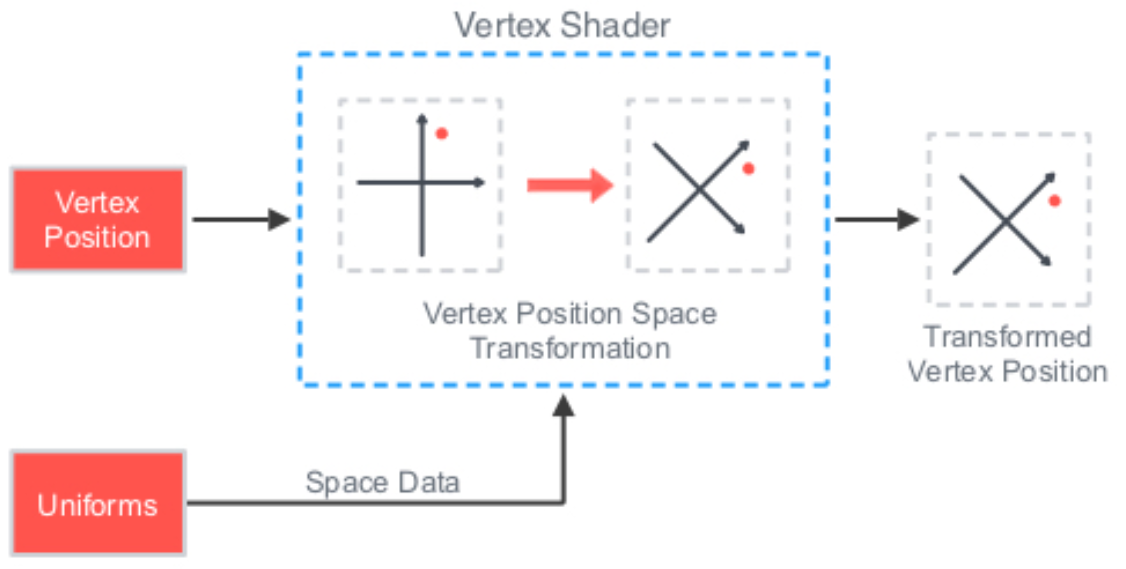 Vertex Shader
Vertex
Position
Vertex Position Space
Transformation
Transformed
Vertex Position
Space Data
Uniforms